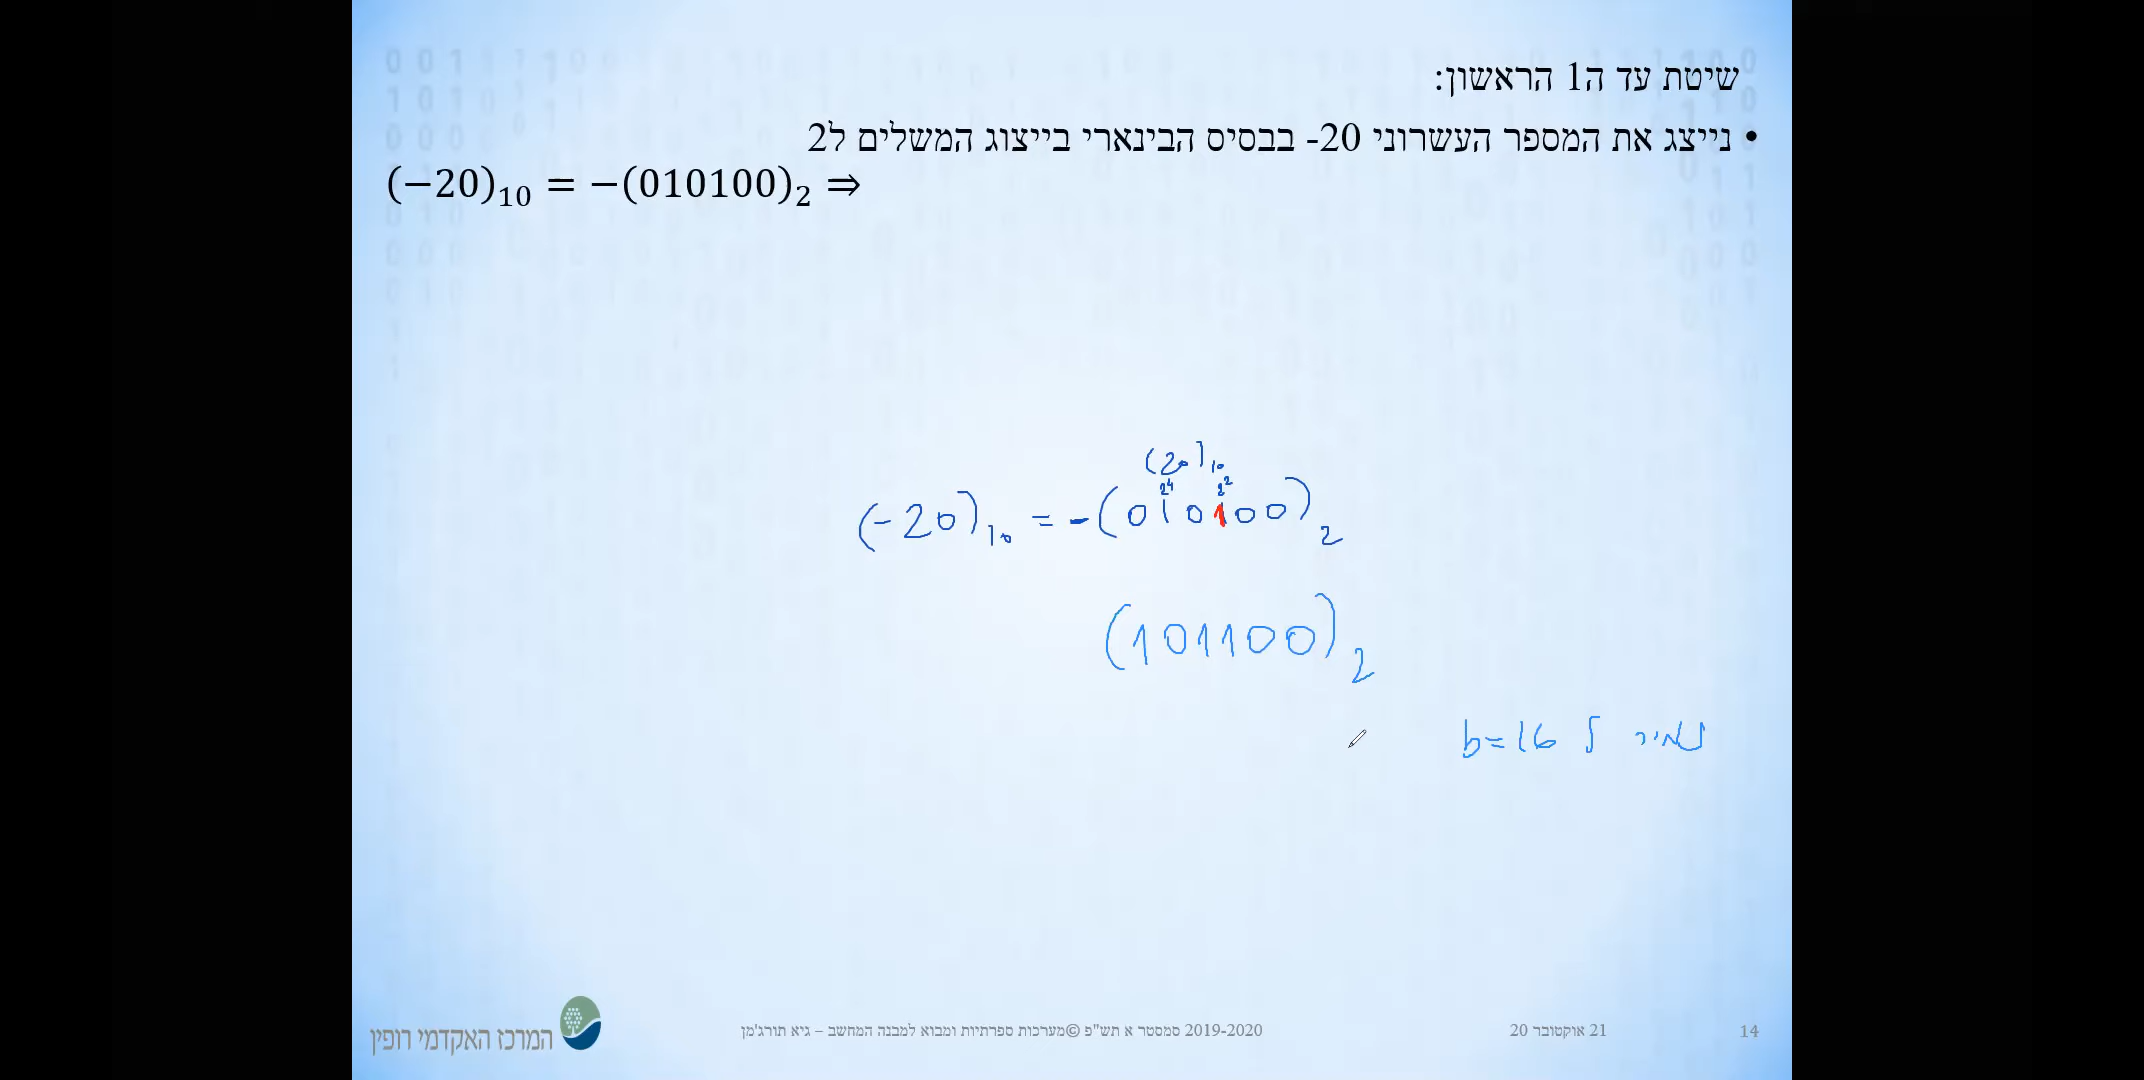 שיטת עד ה1 הראשון:
• נייצג את המספר העשרוני 20- בבסיס הבינארי בייצוג המשלים ל2
(−20)₁₀ = −(010100)₂ ⇒
(20)₁₀
2⁴ 2²
(-20)₁₀ = -(010100)₂
(101100)₂
נמיר ל b=16
המרכז האקדמי רופין
2019-2020 סמסטר א תש"פ ©מערכות ספרתיות ומבוא למבנה המחשב – גיא תורג'מן
21 אוקטובר 20
14